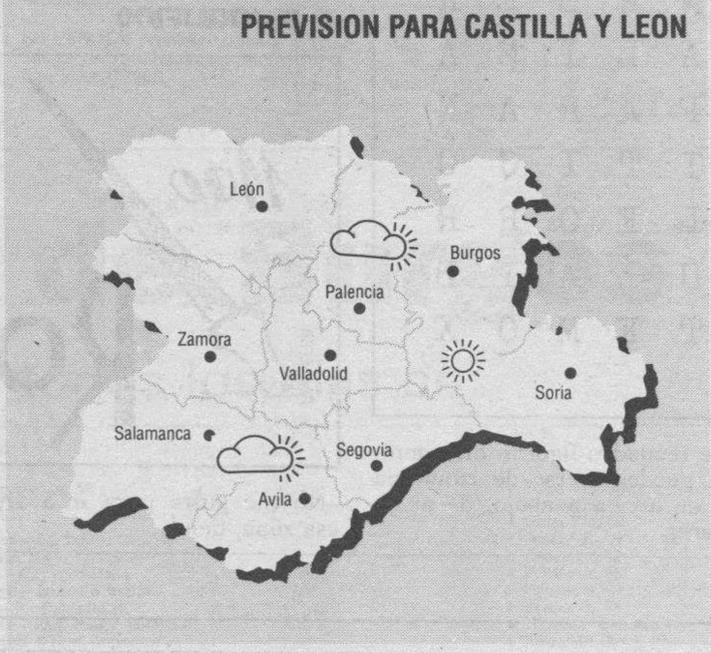 PREVISION PARA CASTILLA Y LEON
León
Burgos
Palencia
Zamora
Valladolid
Soria
Salamanca
Segovia
Avila